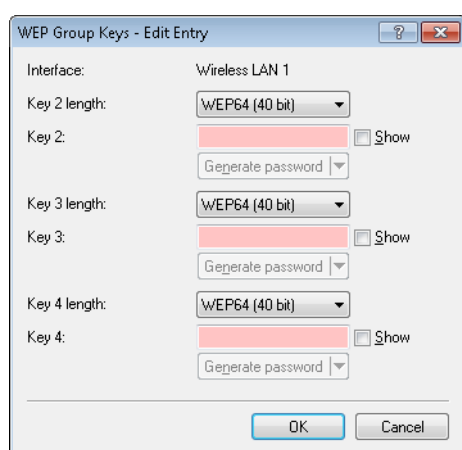 WEP Group Keys - Edit Entry
Interface: Wireless LAN 1
Key 2 length: WEP64 (40 bit)
Key 2: Show
Generate password
Key 3 length: WEP64 (40 bit)
Key 3: Show
Generate password
Key 4 length: WEP64 (40 bit)
Key 4: Show
Generate password
OK Cancel